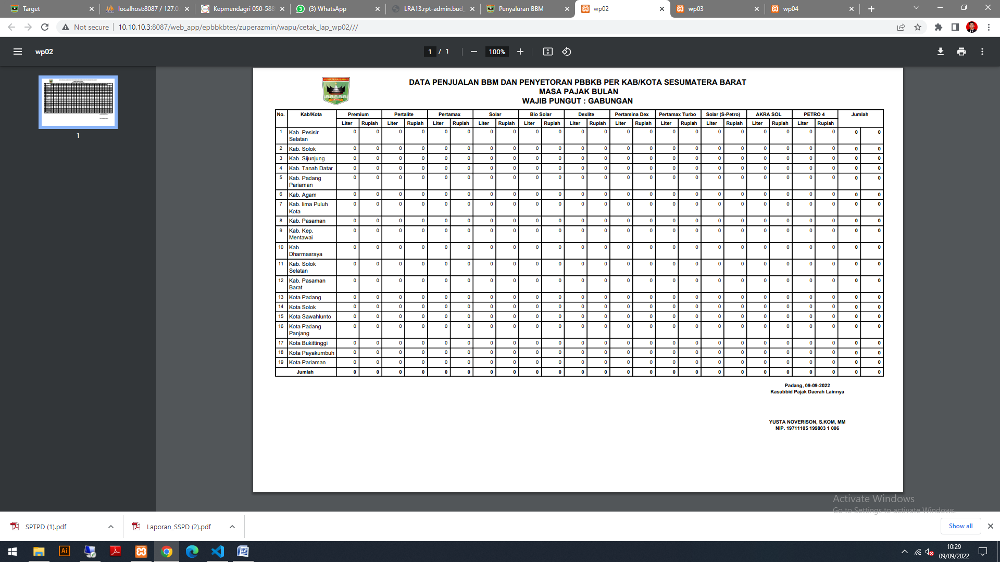 Target
localhost:8087 / 127.0.
Kepmendagri 050-588
(3) WhatsApp
LRA13.rpt-admin.bud_
Penyaluran BBM
wp02
wp03
wp04
Not secure
10.10.10.3:8087/web_app/epbbkbtes/zuperazmin/wapu/cetak_lap_wp02///
wp02
1 / 1
100%
1
SUMATERA BARAT
DATA PENJUALAN BBM DAN PENYETORAN PBBKB PER KAB/KOTA SESUMATERA BARAT
MASA PAJAK BULAN
WAJIB PUNGUT : GABUNGAN
No. Kab/Kota Premium Pertalite Pertamax Solar Bio Solar Dexlite Pertamina Dex Pertamax Turbo Solar (S-Petro) AKRA SOL PETRO 4 Jumlah
Liter Rupiah Liter Rupiah Liter Rupiah Liter Rupiah Liter Rupiah Liter Rupiah Liter Rupiah Liter Rupiah Liter Rupiah Liter Rupiah Liter Rupiah
1 Kab. Pesisir 0 0 0 0 0 0 0 0 0 0 0 0 0 0 0 0 0 0 0 0 0 0 0 0
Selatan
2 Kab. Solok 0 0 0 0 0 0 0 0 0 0 0 0 0 0 0 0 0 0 0 0 0 0 0 0
3 Kab. Sijunjung 0 0 0 0 0 0 0 0 0 0 0 0 0 0 0 0 0 0 0 0 0 0 0 0
4 Kab. Tanah Datar 0 0 0 0 0 0 0 0 0 0 0 0 0 0 0 0 0 0 0 0 0 0 0 0
5 Kab. Padang 0 0 0 0 0 0 0 0 0 0 0 0 0 0 0 0 0 0 0 0 0 0 0 0
Pariaman
6 Kab. Agam 0 0 0 0 0 0 0 0 0 0 0 0 0 0 0 0 0 0 0 0 0 0 0 0
7 Kab. lima Puluh 0 0 0 0 0 0 0 0 0 0 0 0 0 0 0 0 0 0 0 0 0 0 0 0
Kota
8 Kab. Pasaman 0 0 0 0 0 0 0 0 0 0 0 0 0 0 0 0 0 0 0 0 0 0 0 0
9 Kab. Kep. 0 0 0 0 0 0 0 0 0 0 0 0 0 0 0 0 0 0 0 0 0 0 0 0
Mentawai
10 Kab. 0 0 0 0 0 0 0 0 0 0 0 0 0 0 0 0 0 0 0 0 0 0 0 0
Dharmasraya
11 Kab. Solok 0 0 0 0 0 0 0 0 0 0 0 0 0 0 0 0 0 0 0 0 0 0 0 0
Selatan
12 Kab. Pasaman 0 0 0 0 0 0 0 0 0 0 0 0 0 0 0 0 0 0 0 0 0 0 0 0
Barat
13 Kota Padang 0 0 0 0 0 0 0 0 0 0 0 0 0 0 0 0 0 0 0 0 0 0 0 0
14 Kota Solok 0 0 0 0 0 0 0 0 0 0 0 0 0 0 0 0 0 0 0 0 0 0 0 0
15 Kota Sawahlunto 0 0 0 0 0 0 0 0 0 0 0 0 0 0 0 0 0 0 0 0 0 0 0 0
16 Kota Padang 0 0 0 0 0 0 0 0 0 0 0 0 0 0 0 0 0 0 0 0 0 0 0 0
Panjang
17 Kota Bukittinggi 0 0 0 0 0 0 0 0 0 0 0 0 0 0 0 0 0 0 0 0 0 0 0 0
18 Kota Payakumbuh 0 0 0 0 0 0 0 0 0 0 0 0 0 0 0 0 0 0 0 0 0 0 0 0
19 Kota Pariaman 0 0 0 0 0 0 0 0 0 0 0 0 0 0 0 0 0 0 0 0 0 0 0 0
Jumlah 0 0 0 0 0 0 0 0 0 0 0 0 0 0 0 0 0 0 0 0 0 0 0 0
Padang, 09-09-2022
Kasubbid Pajak Daerah Lainnya
YUSTA NOVERISON, S.KOM, MM
NIP. 19711105 199803 1 006
Activate Windows
Go to Settings to activate Windows.
SPTPD (1).pdf
Laporan_SSPD (2).pdf
Show all
Ai
10:29
09/09/2022